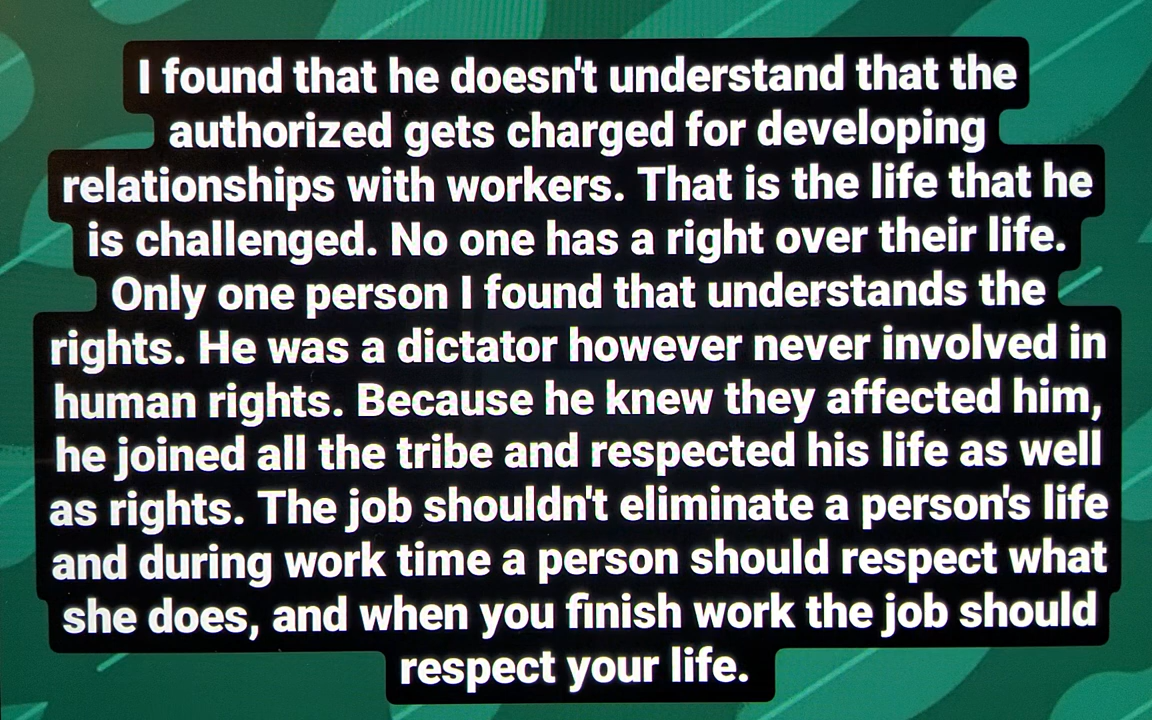 I found that he doesn't understand that the
authorized gets charged for developing
relationships with workers. That is the life that he
is challenged. No one has a right over their life.
Only one person I found that understands the
rights. He was a dictator however never involved in
human rights. Because he knew they affected him,
he joined all the tribe and respected his life as well
as rights. The job shouldn't eliminate a person's life
and during work time a person should respect what
she does, and when you finish work the job should
respect your life.